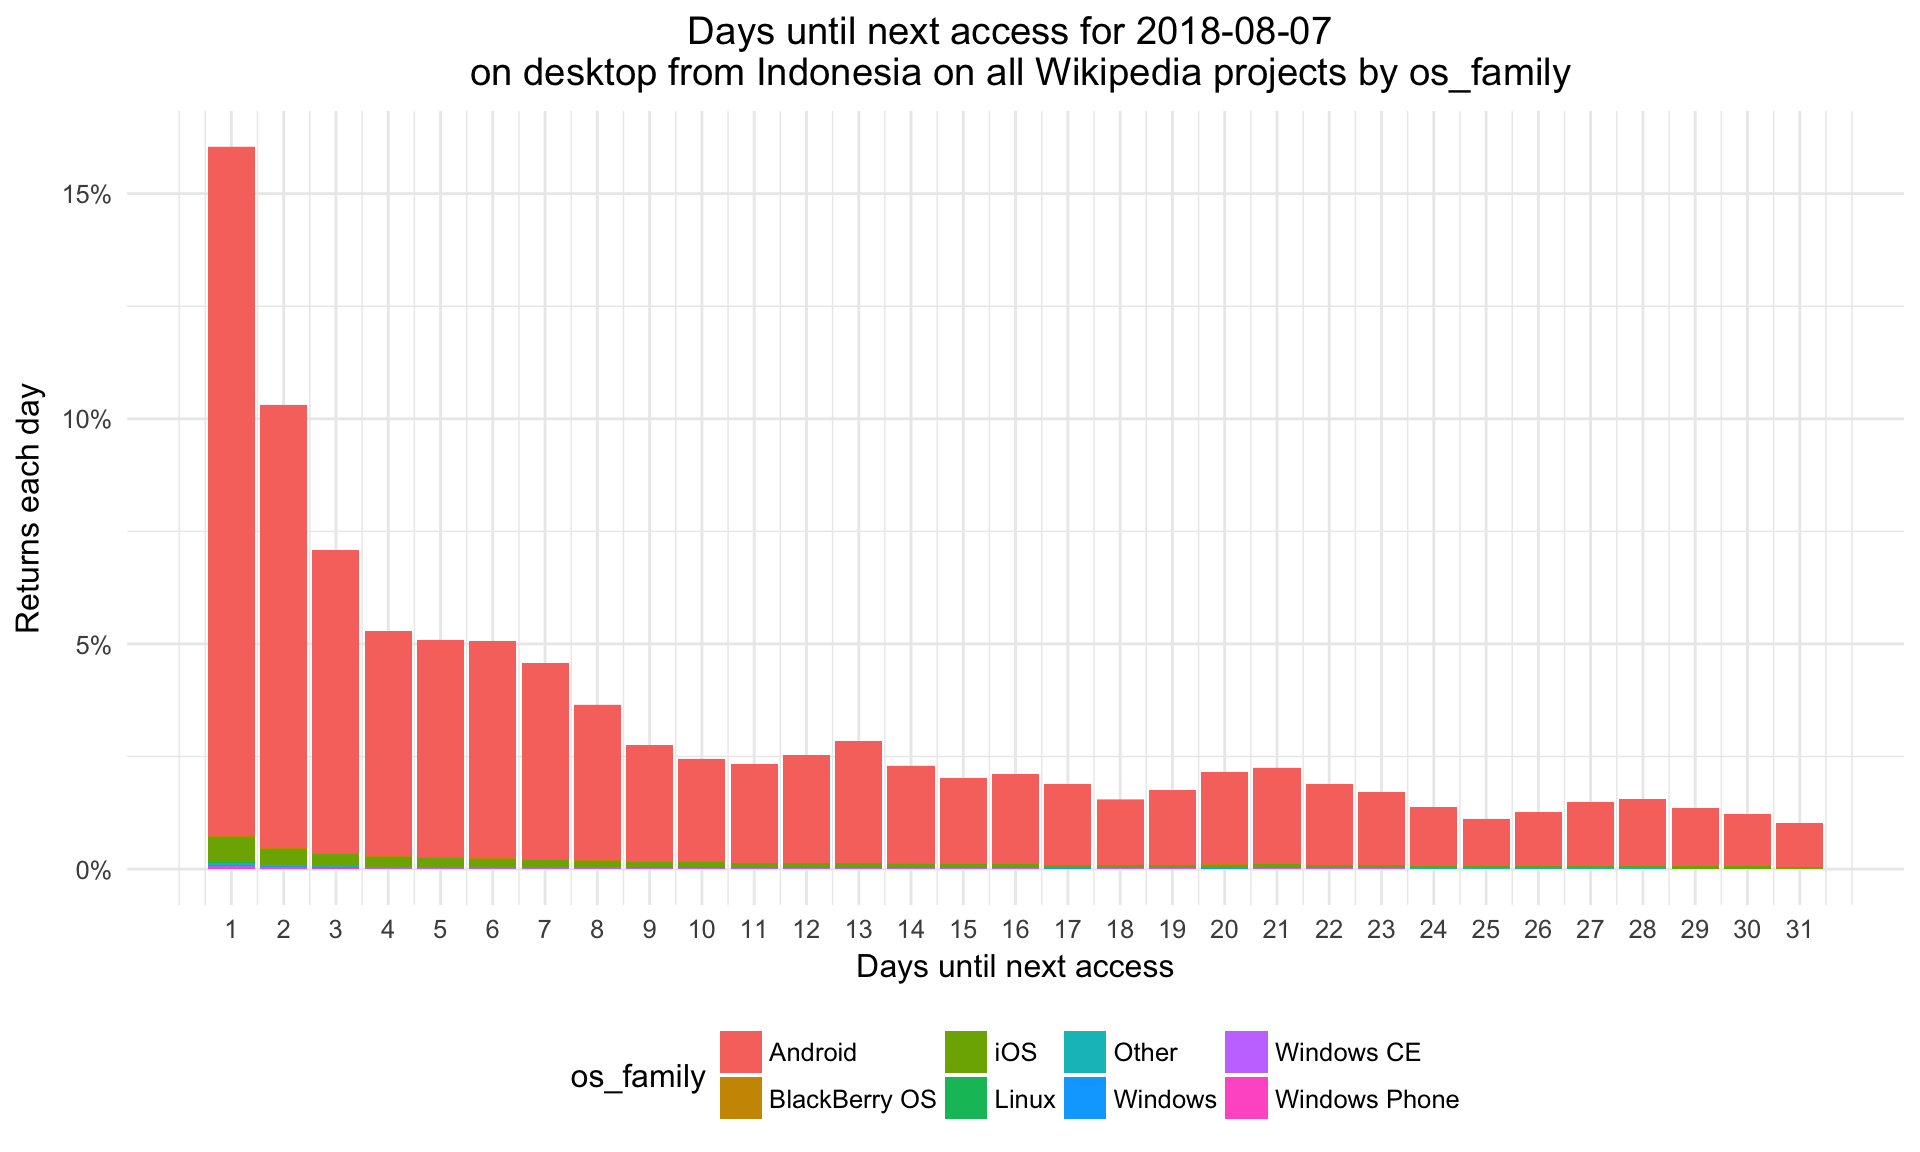 Days until next access for 2018-08-07
on desktop from Indonesia on all Wikipedia projects by os_family
Returns each day
15%
10%
5%
0%
1 2 3 4 5 6 7 8 9 10 11 12 13 14 15 16 17 18 19 20 21 22 23 24 25 26 27 28 29 30 31
Days until next access
os_family
Android iOS Other Windows CE
BlackBerry OS Linux Windows Windows Phone